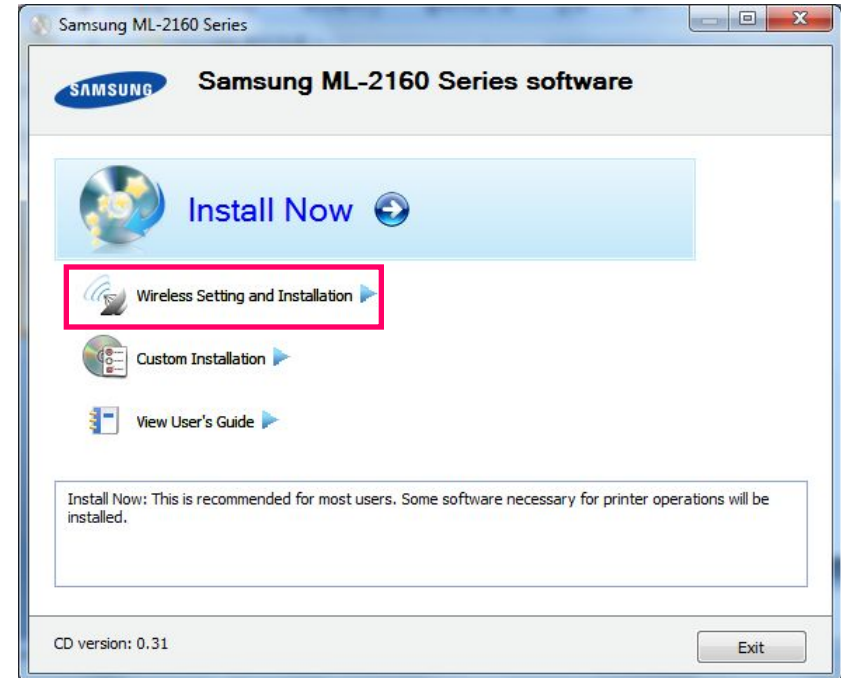 Samsung ML-2160 Series
SAMSUNG
Samsung ML-2160 Series software
Install Now
Wireless Setting and Installation
Custom Installation
View User's Guide
Install Now: This is recommended for most users. Some software necessary for printer operations will be
installed.
CD version: 0.31
Exit